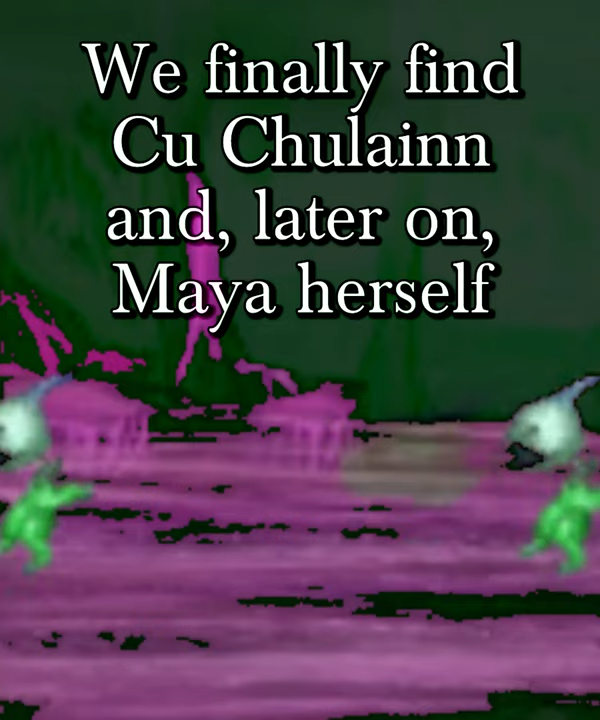 We finally find
Cu Chulainn
and, later on,
Maya herself